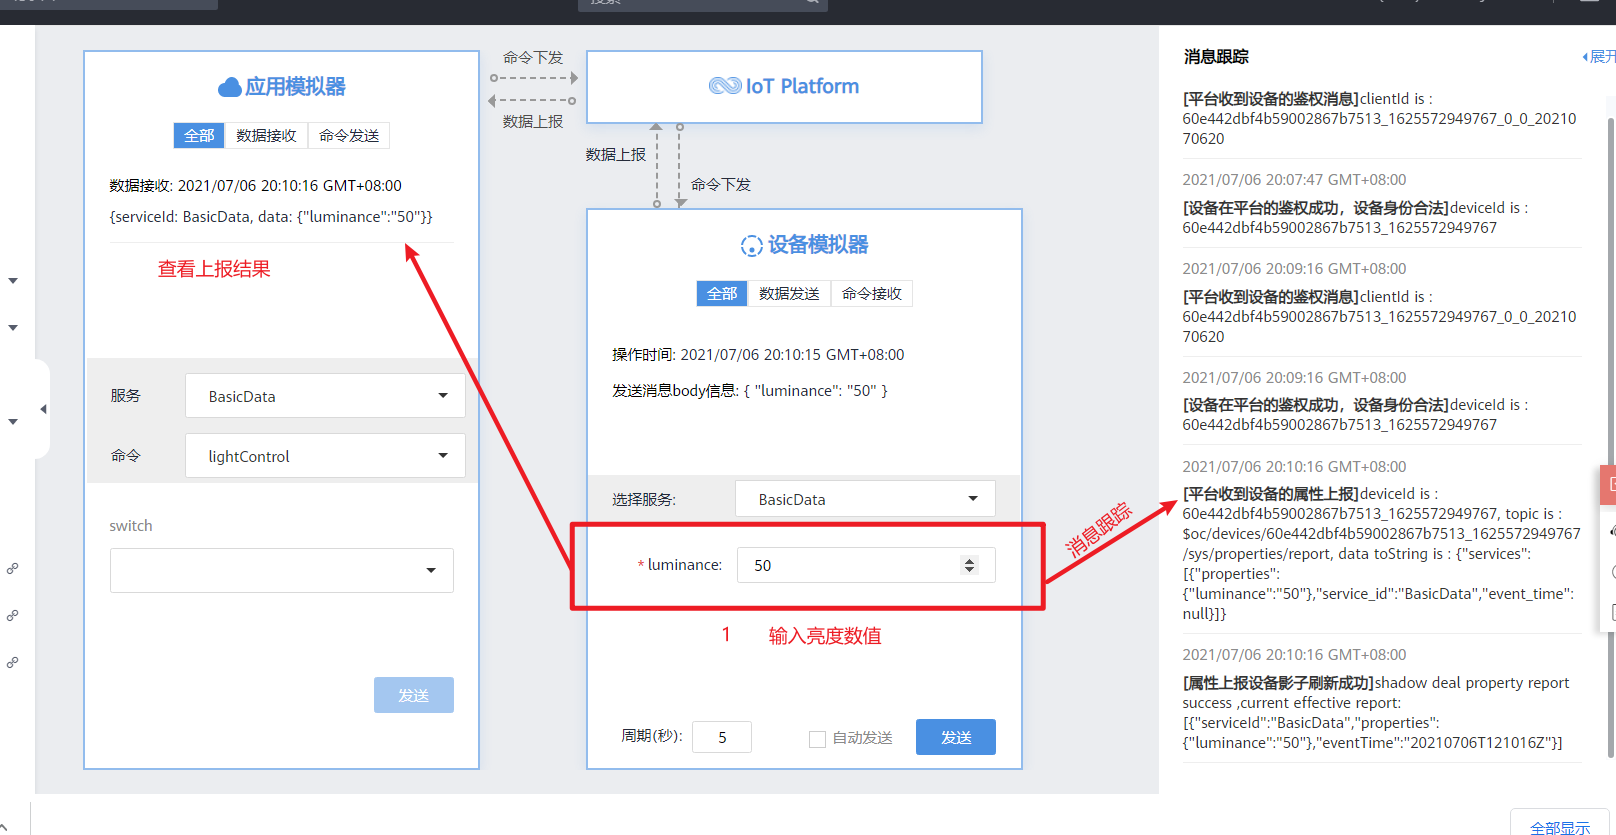 搜索
应用模拟器
全部
数据接收
命令发送
数据接收: 2021/07/06 20:10:16 GMT+08:00
{serviceId: BasicData, data: {"luminance":"50"}}
查看上报结果
服务
BasicData
命令
lightControl
switch
发送
命令下发
数据上报
IoT Platform
数据上报
命令下发
设备模拟器
全部
数据发送
命令接收
操作时间: 2021/07/06 20:10:15 GMT+08:00
发送消息body信息: { "luminance": "50" }
选择服务:
BasicData
* luminance:
50
1 输入亮度数值
周期(秒):
5
自动发送
发送
消息跟踪
消息跟踪
展开
[平台收到设备的鉴权消息]clientId is :
60e442dbf4b59002867b7513_1625572949767_0_0_20210
70620
2021/07/06 20:07:47 GMT+08:00
[设备在平台的鉴权成功，设备身份合法]deviceId is :
60e442dbf4b59002867b7513_1625572949767
2021/07/06 20:09:16 GMT+08:00
[平台收到设备的鉴权消息]clientId is :
60e442dbf4b59002867b7513_1625572949767_0_0_20210
70620
2021/07/06 20:09:16 GMT+08:00
[设备在平台的鉴权成功，设备身份合法]deviceId is :
60e442dbf4b59002867b7513_1625572949767
2021/07/06 20:10:16 GMT+08:00
[平台收到设备的属性上报]deviceId is :
60e442dbf4b59002867b7513_1625572949767, topic is :
$oc/devices/60e442dbf4b59002867b7513_1625572949767
/sys/properties/report, data toString is : {"services":
[{"properties":
{"luminance":"50"},"service_id":"BasicData","event_time":
null}]}
2021/07/06 20:10:16 GMT+08:00
[属性上报设备影子刷新成功]shadow deal property report
success ,current effective report:
[{"serviceId":"BasicData","properties":
{"luminance":"50"},"eventTime":"20210706T121016Z"}]
全部显示